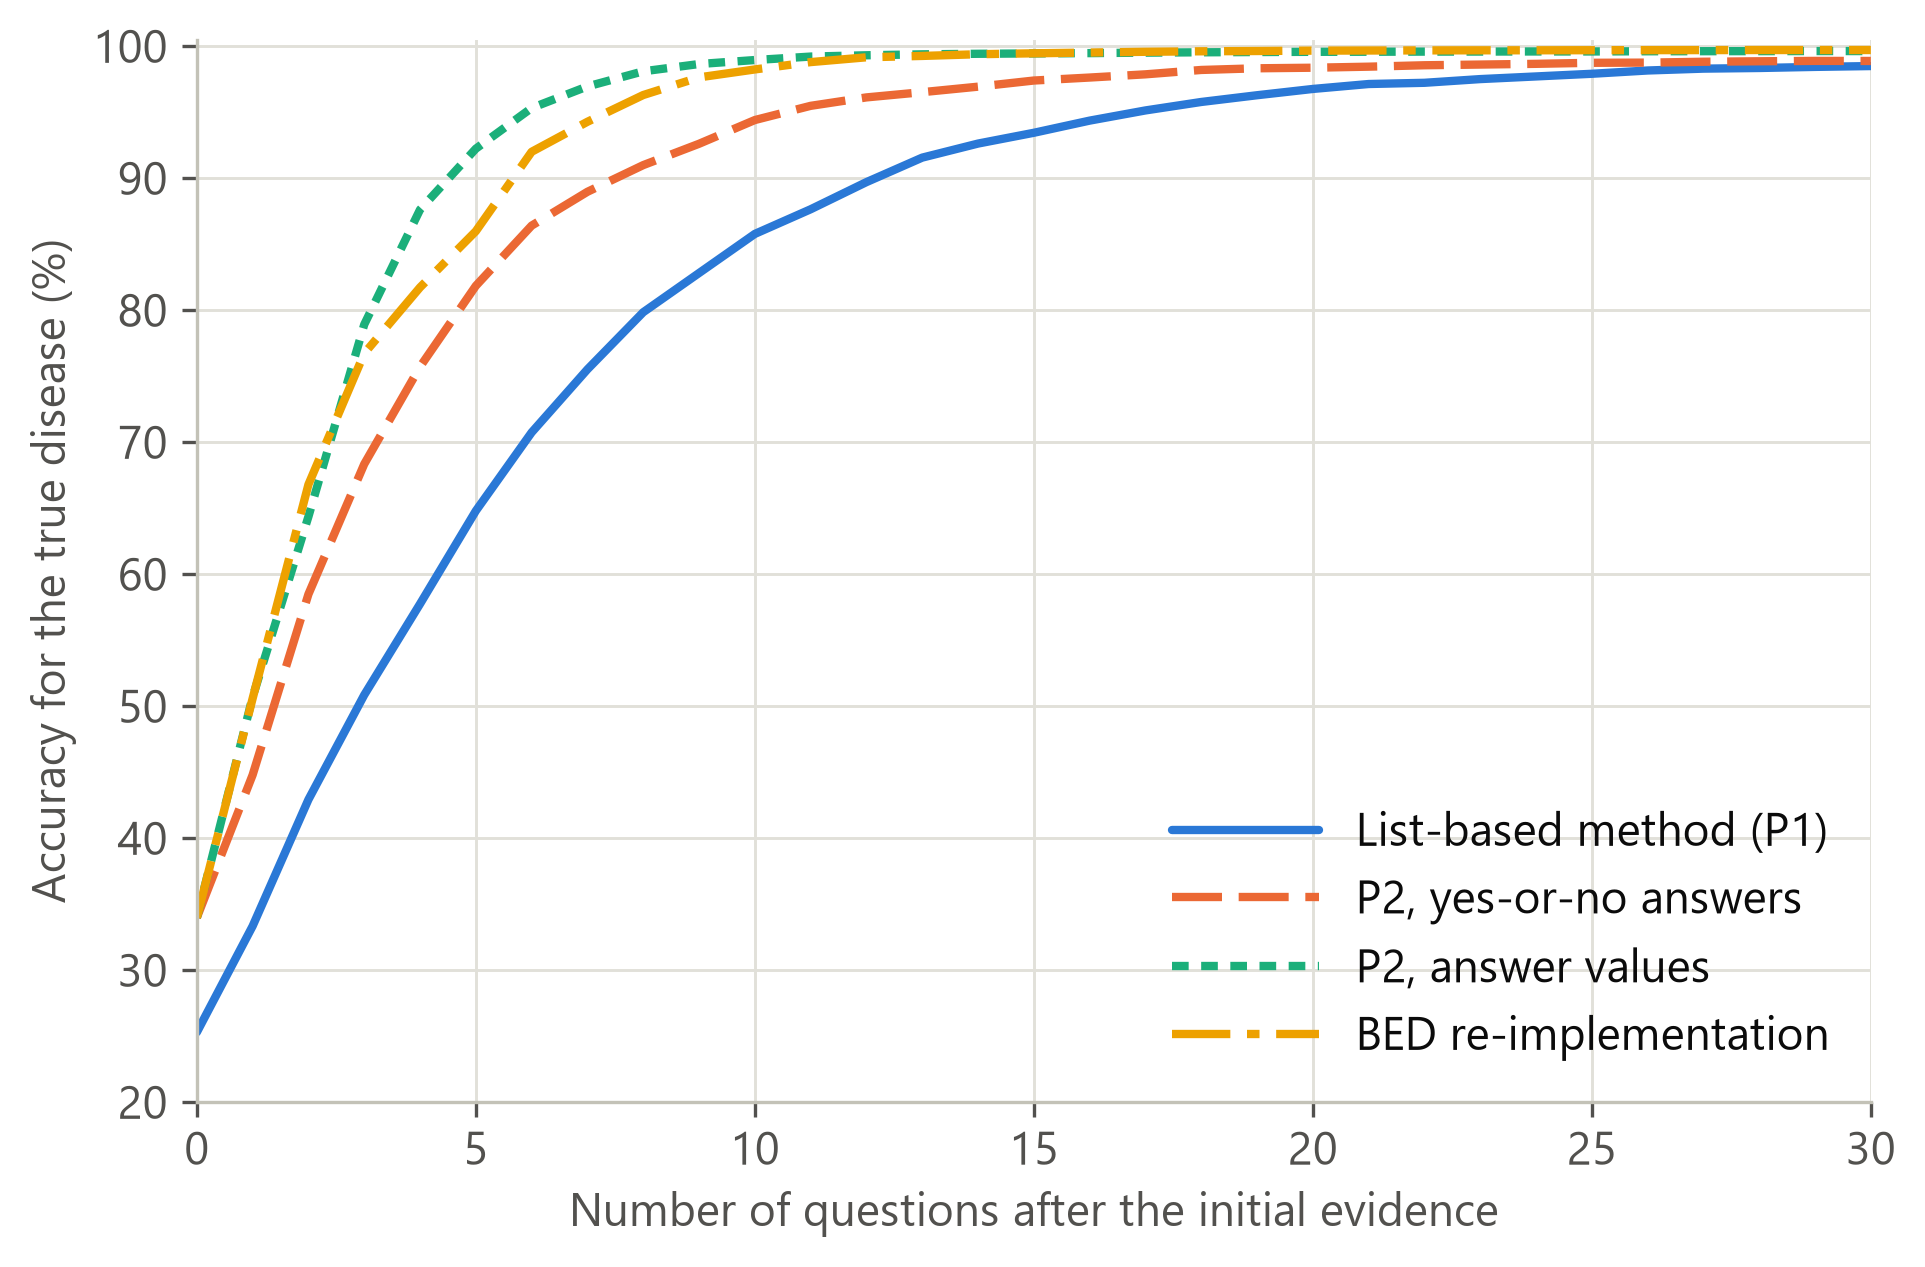 Accuracy for the true disease (%)
100
90
80
70
60
50
40
30
20
0 5 10 15 20 25 30
Number of questions after the initial evidence
List-based method (P1)
P2, yes-or-no answers
P2, answer values
BED re-implementation